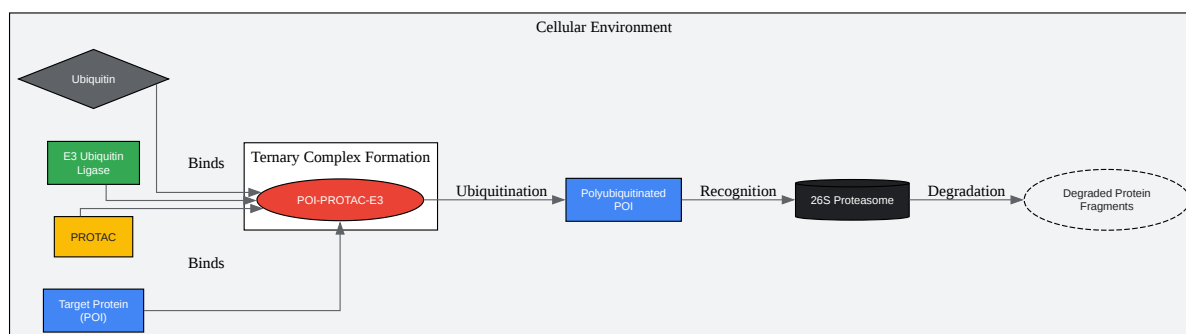 Cellular Environment
Ubiquitin
E3 Ubiquitin
Ligase
Binds
Ternary Complex Formation
POI-PROTAC-E3
Ubiquitination
Polyubiquitinated
POI
Recognition
26S Proteasome
Degradation
Degraded Protein
Fragments
PROTAC
Binds
Target Protein
(POI)